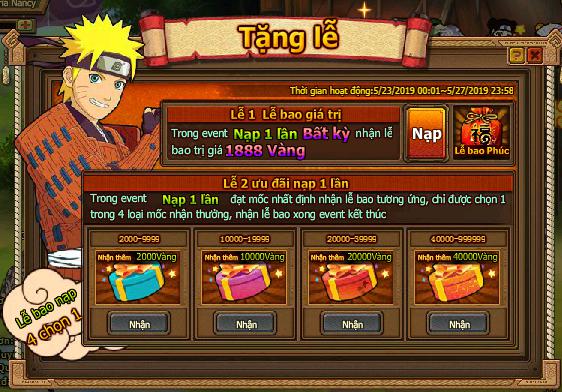 ria Nancy
Tặng lễ
Thời gian hoạt động:5/23/2019 00:01~5/27/2019 23:58
Lễ 1 Lễ bao giá trị
Trong event Nạp 1 lần Bất kỳ nhận lễ
bao trị giá 1888 Vàng
Nạp
Lễ bao Phúc
Lễ 2 ưu đãi nạp 1 lần
Trong event Nạp 1 lần đạt mốc nhất định nhận lễ bao tương ứng, chỉ được chọn 1
trong 4 loại mốc nhận thưởng, nhận lễ bao xong event kết thúc
2000-9999
10000-19999
20000-39999
40000-999999
Nhận thêm 2000Vàng
Nhận thêm 10000Vàng
Nhận thêm 20000Vàng
Nhận thêm 40000Vàng
Nhận
Nhận
Nhận
Nhận
Lễ bao nạp
4 chọn 1